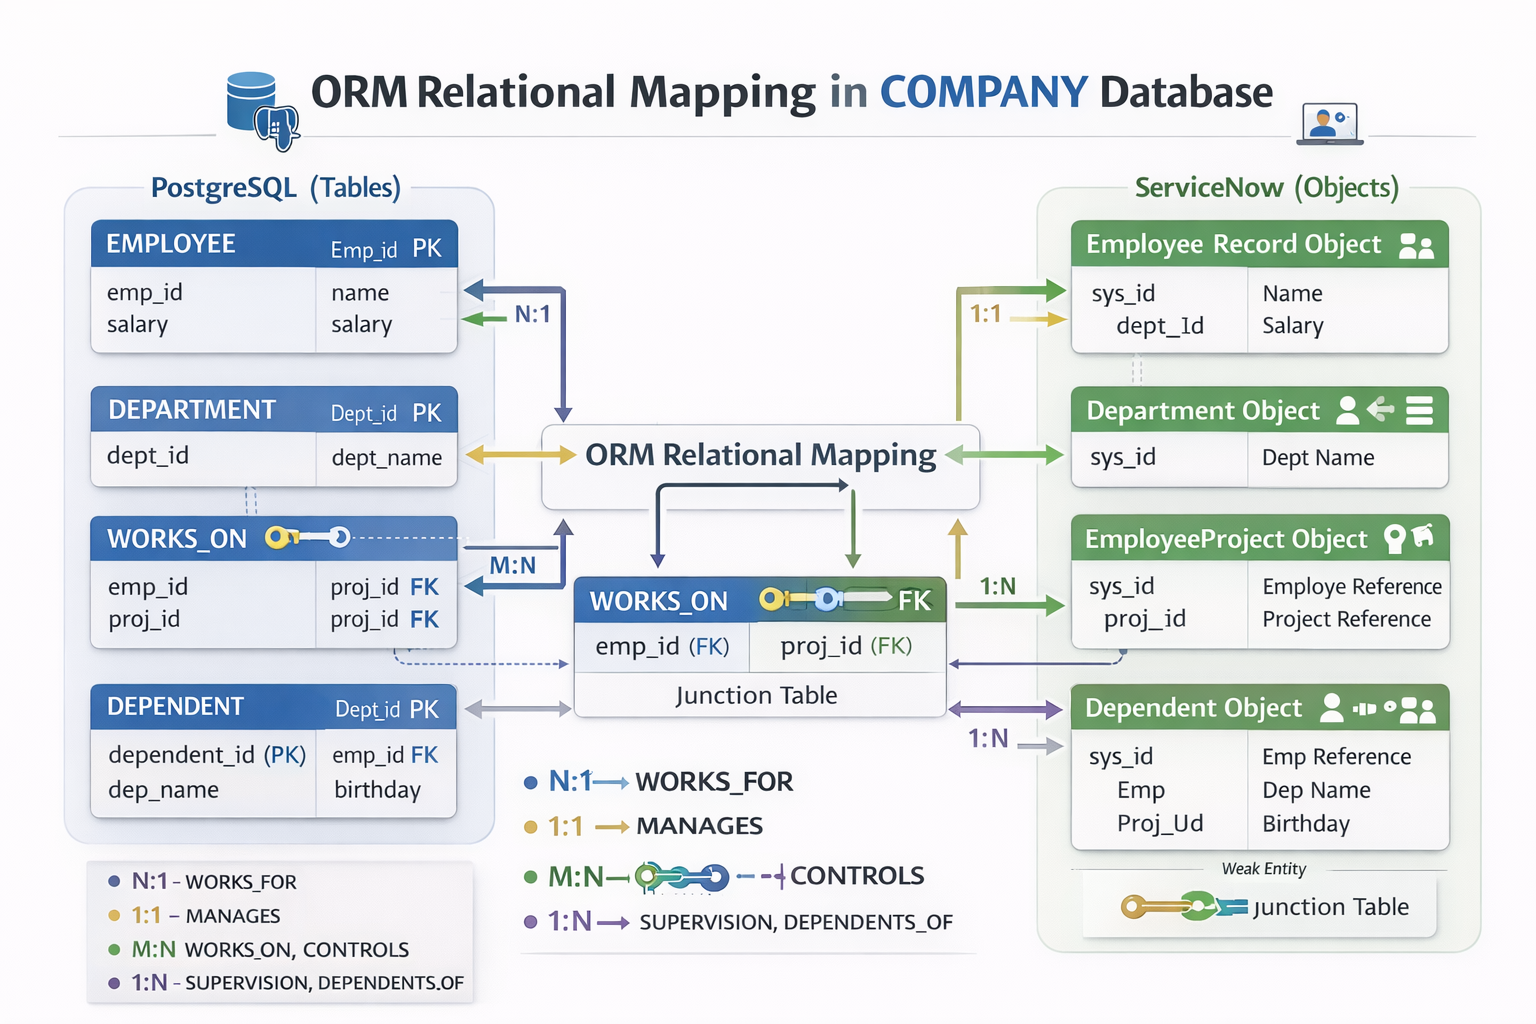 ORM Relational Mapping in COMPANY Database
PostgreSQL (Tables)
EMPLOYEE Emp_id PK
emp_id name
salary salary
DEPARTMENT Dept_id PK
dept_id dept_name
WORKS_ON
emp_id proj_id FK
proj_id proj_id FK
DEPENDENT Dept_id PK
dependent_id (PK) emp_id FK
dep_name birthday
N:1 - WORKS_FOR
1:1 - MANAGES
M:N WORKS_ON, CONTROLS
1:N - SUPERVISION, DEPENDENTS_OF
N:1
1:1
ORM Relational Mapping
M:N
1:N
WORKS_ON FK
emp_id (FK) proj_id (FK)
Junction Table
1:N
N:1 WORKS_FOR
1:1 MANAGES
M:N CONTROLS
1:N SUPERVISION, DEPENDENTS_OF
ServiceNow (Objects)
Employee Record Object
sys_id Name
dept_Id Salary
Department Object
sys_id Dept Name
EmployeeProject Object
sys_id Employe Reference
proj_id Project Reference
Dependent Object
sys_id Emp Reference
Emp Dep Name
Proj_Ud Birthday
Weak Entity
Junction Table